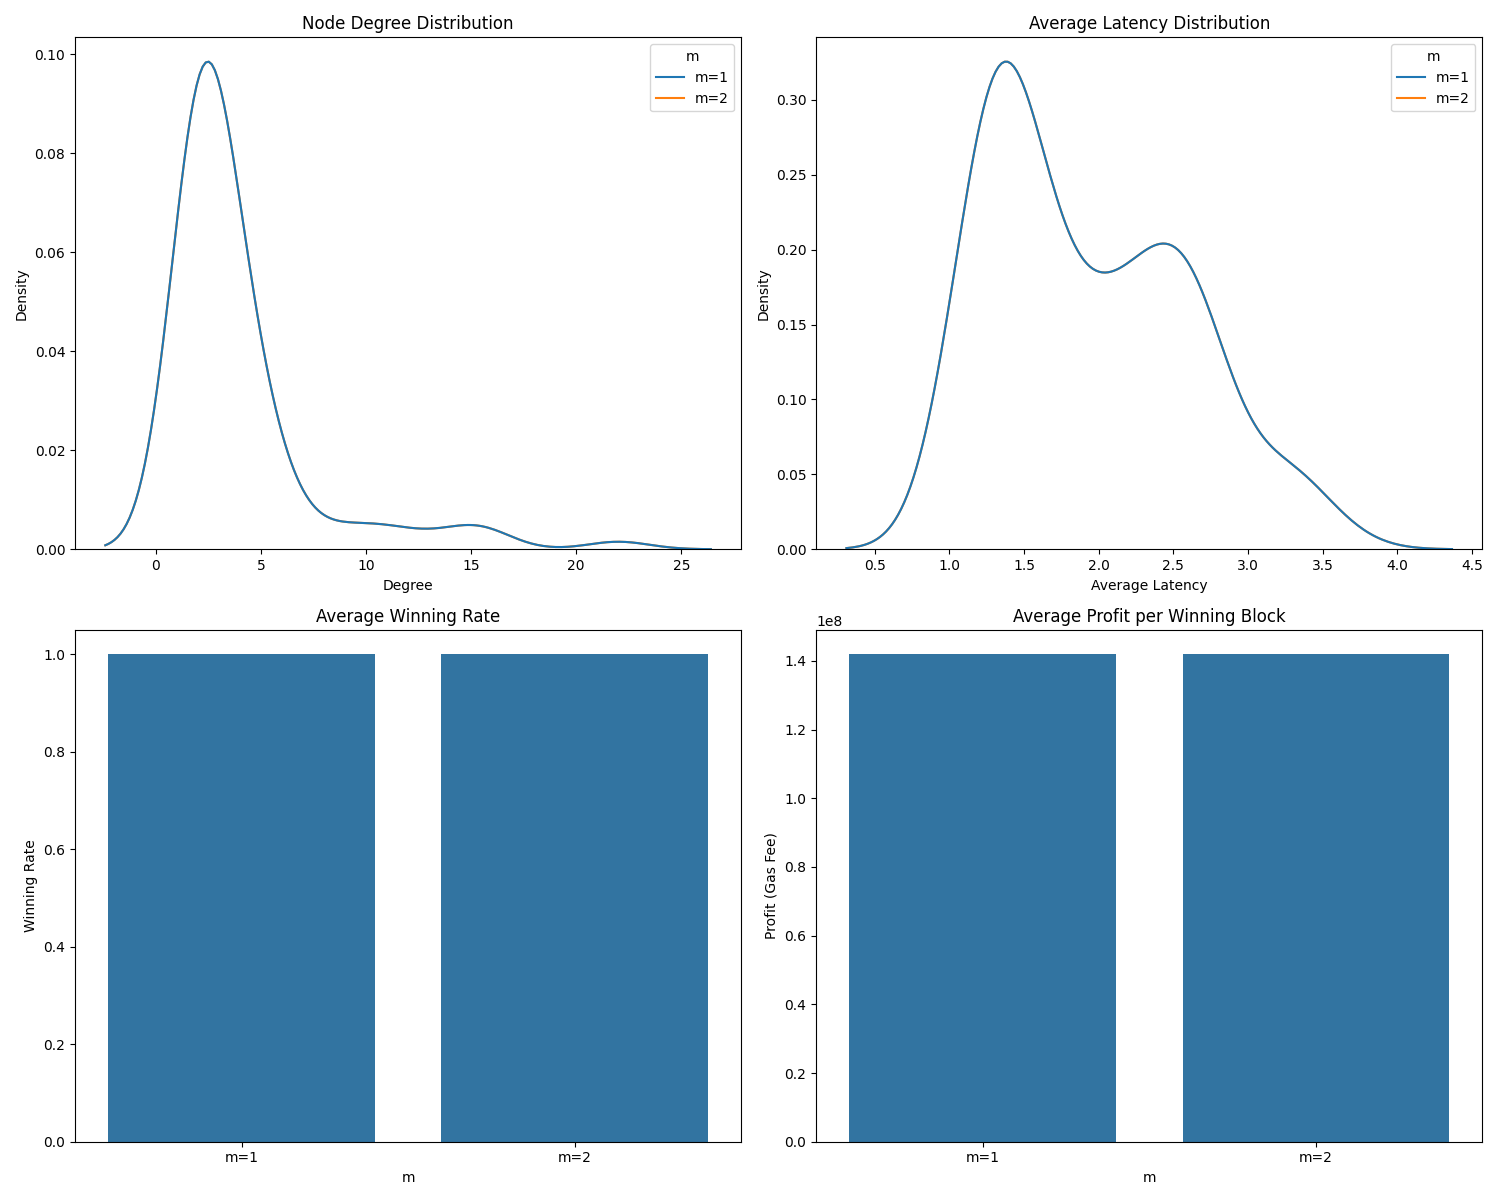 Node Degree Distribution
Density
0.10
0.08
0.06
0.04
0.02
0.00
m
m=1
m=2
0 5 10 15 20 25
Degree
Average Latency Distribution
Density
0.30
0.25
0.20
0.15
0.10
0.05
0.00
m
m=1
m=2
0.5 1.0 1.5 2.0 2.5 3.0 3.5 4.0 4.5
Average Latency
Average Winning Rate
Winning Rate
1.0
0.8
0.6
0.4
0.2
0.0
m=1 m=2
m
Average Profit per Winning Block
1e8
Profit (Gas Fee)
1.4
1.2
1.0
0.8
0.6
0.4
0.2
0.0
m=1 m=2
m